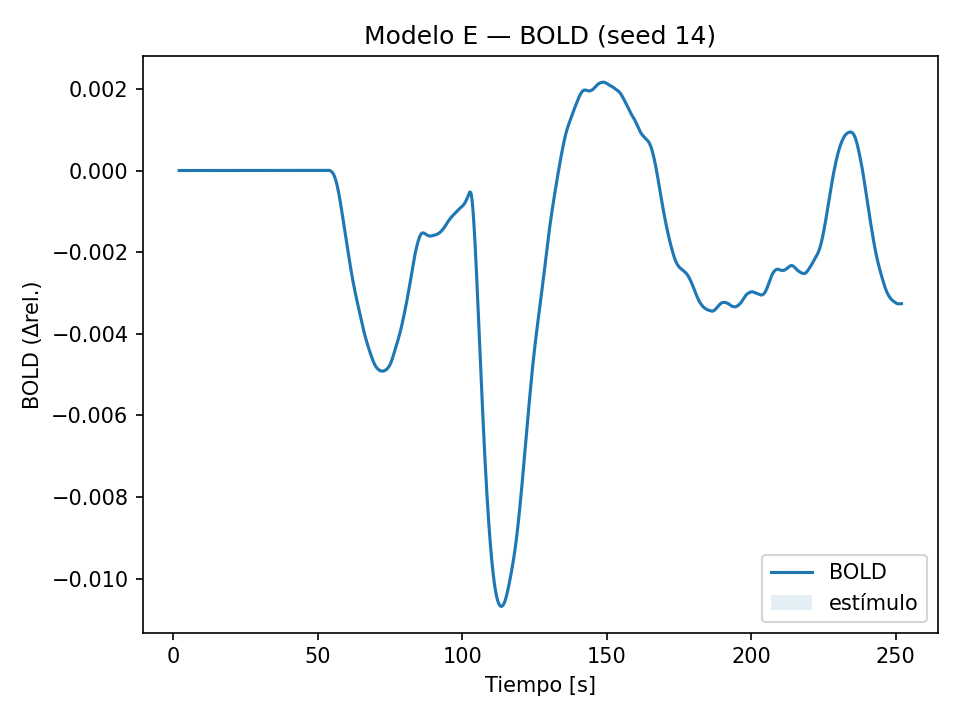 Modelo E — BOLD (seed 14)
BOLD (Δrel.)
0.002
0.000
−0.002
−0.004
−0.006
−0.008
−0.010
BOLD
estímulo
0 50 100 150 200 250
Tiempo [s]